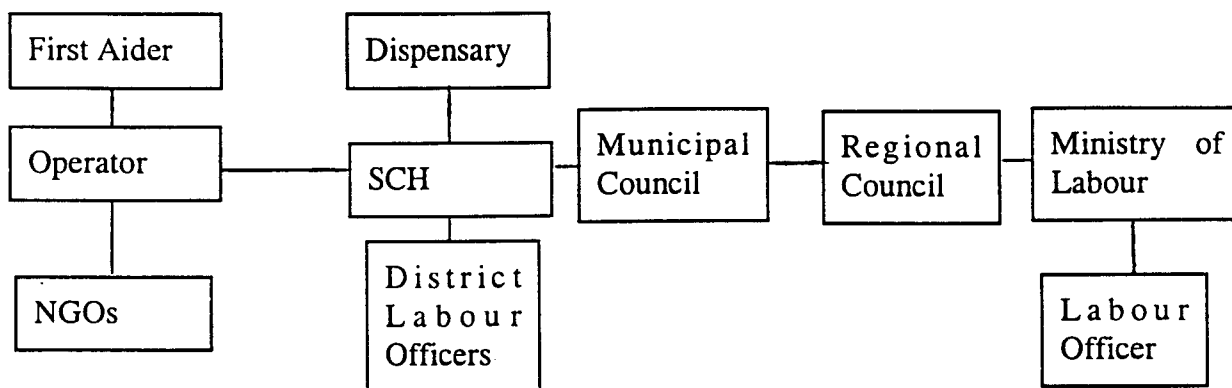 First Aider
Dispensary
Operator
SCH
Municipal
Council
Regional
Council
Ministry of
Labour
NGOs
District
Labour
Officers
Labour
Officer